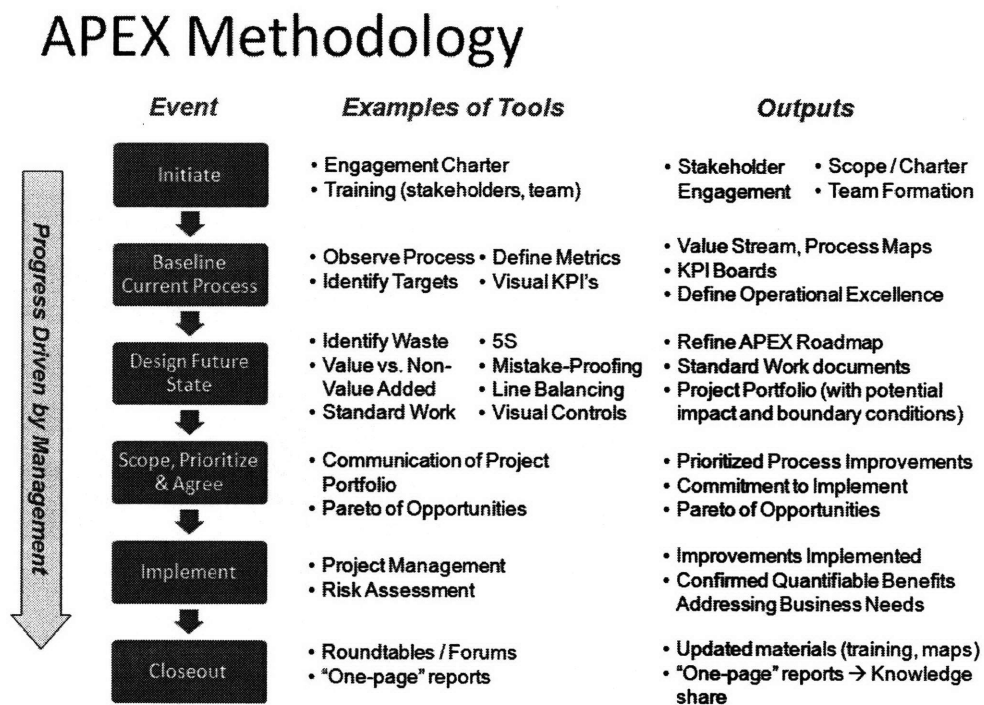 APEX Methodology
Event
Examples of Tools
Outputs
Progress Driven by Management
Initiate
• Engagement Charter
• Training (stakeholders, team)
• Stakeholder Engagement
• Scope / Charter
• Team Formation
Baseline
Current Process
• Observe Process
• Identify Targets
• Define Metrics
• Visual KPI's
• Value Stream, Process Maps
• KPI Boards
• Define Operational Excellence
Design Future
State
• Identify Waste
• Value vs. Non-
Value Added
• Standard Work
• 5S
• Mistake-Proofing
• Line Balancing
• Visual Controls
• Refine APEX Roadmap
• Standard Work documents
• Project Portfolio (with potential
impact and boundary conditions)
Scope, Prioritize
& Agree
• Communication of Project
Portfolio
• Pareto of Opportunities
• Prioritized Process Improvements
• Commitment to Implement
• Pareto of Opportunities
Implement
• Project Management
• Risk Assessment
• Improvements Implemented
• Confirmed Quantifiable Benefits
Addressing Business Needs
Closeout
• Roundtables / Forums
• "One-page" reports
• Updated materials (training, maps)
• "One-page" reports → Knowledge
share